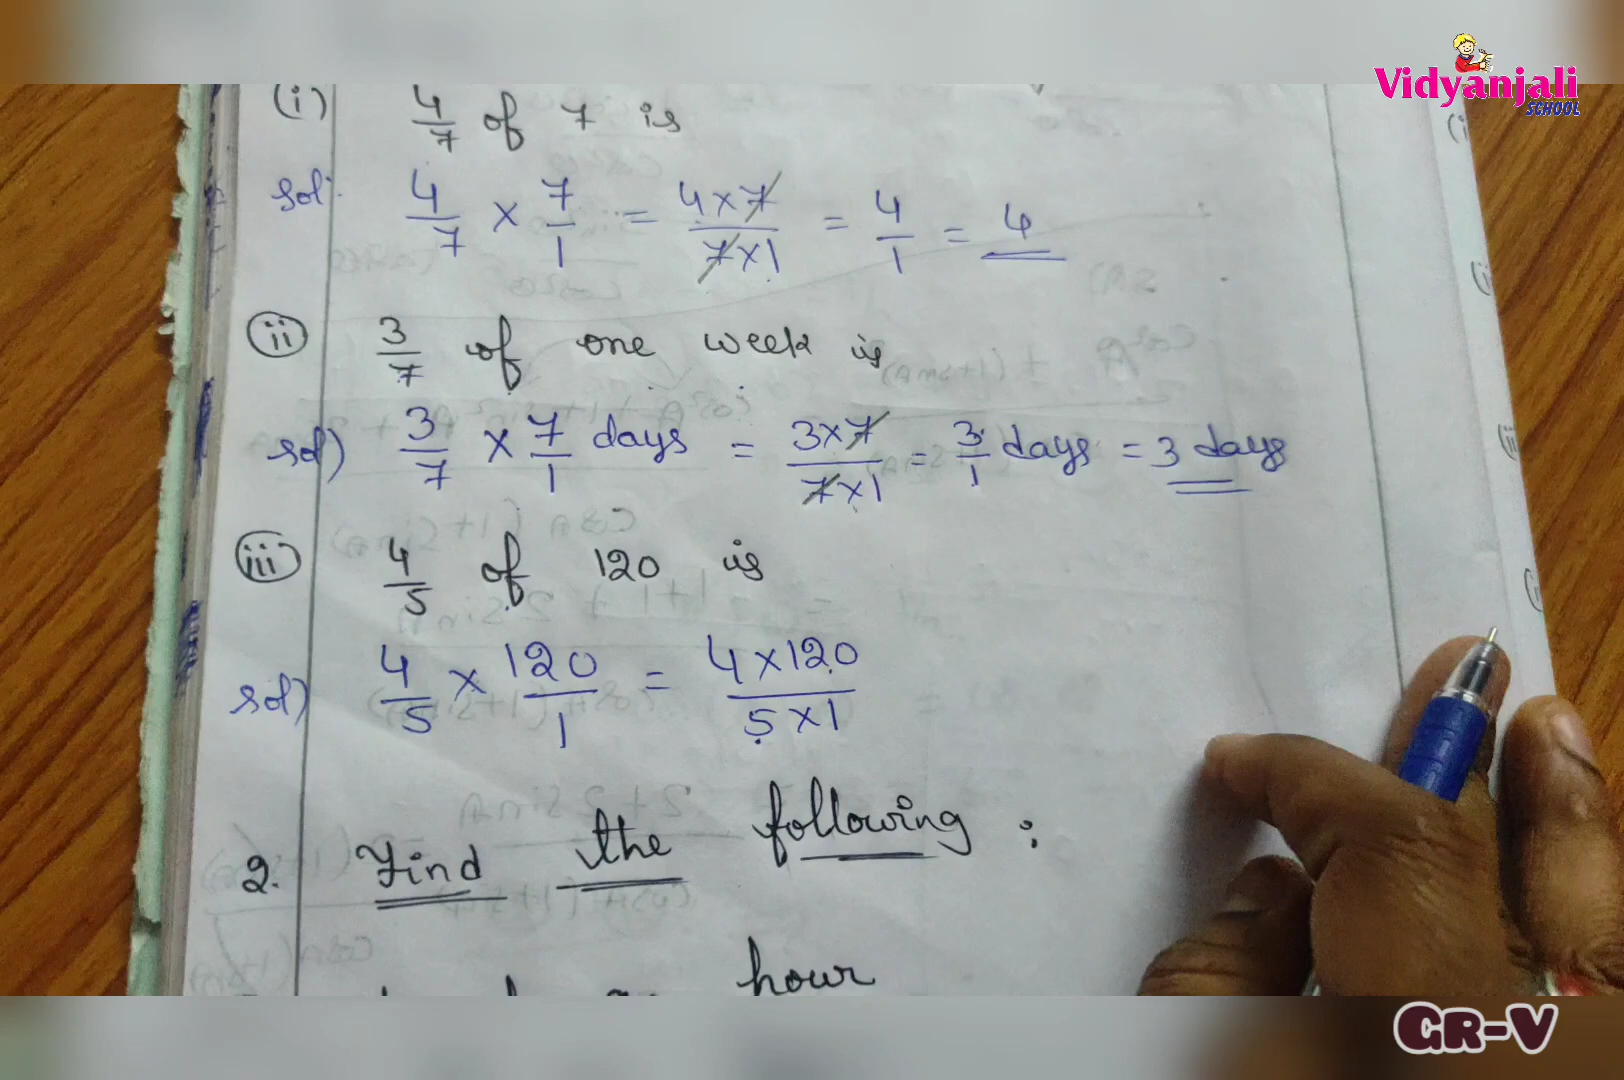 Vidyanjali
SCHOOL
(i) 4/7 of 7 is
sol: 4/7 × 7/1 = 4×7/7×1 = 4/1 = 4
(ii) 3/7 of one week is
sol) 3/7 × 7/1 days = 3×7/7×1 = 3/1 days = 3 days
(iii) 4/5 of 120 is
sol) 4/5 × 120/1 = 4×120/5×1
2. Find the following :
hour
GR-V